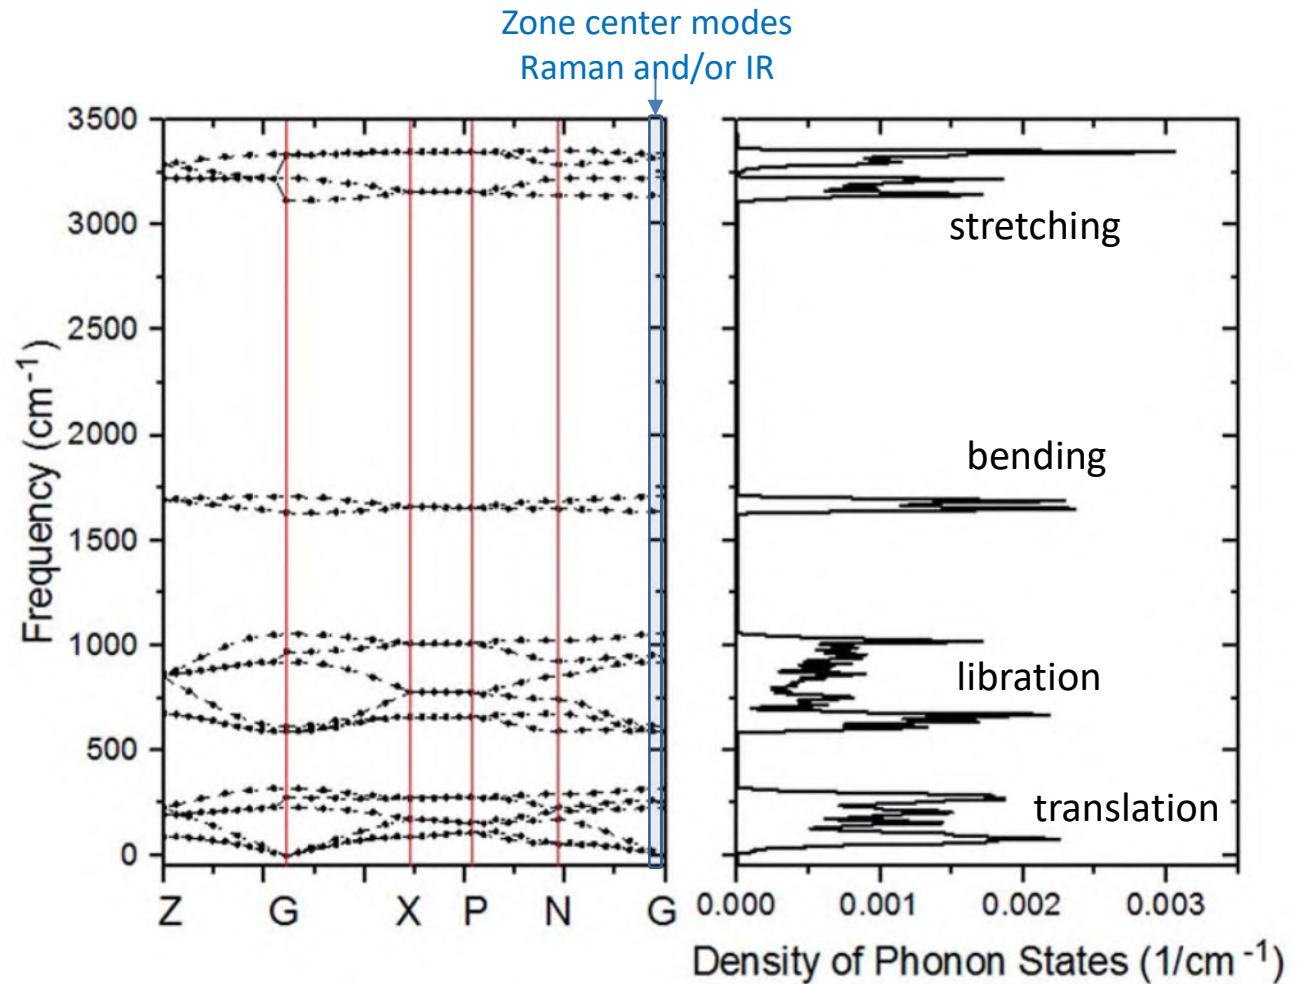 Zone center modes
Raman and/or IR
3500
3000
2500
2000
1500
1000
500
0
Frequency (cm⁻¹)
Z G X P N G
stretching
bending
libration
translation
0.000 0.001 0.002 0.003
Density of Phonon States (1/cm⁻¹)